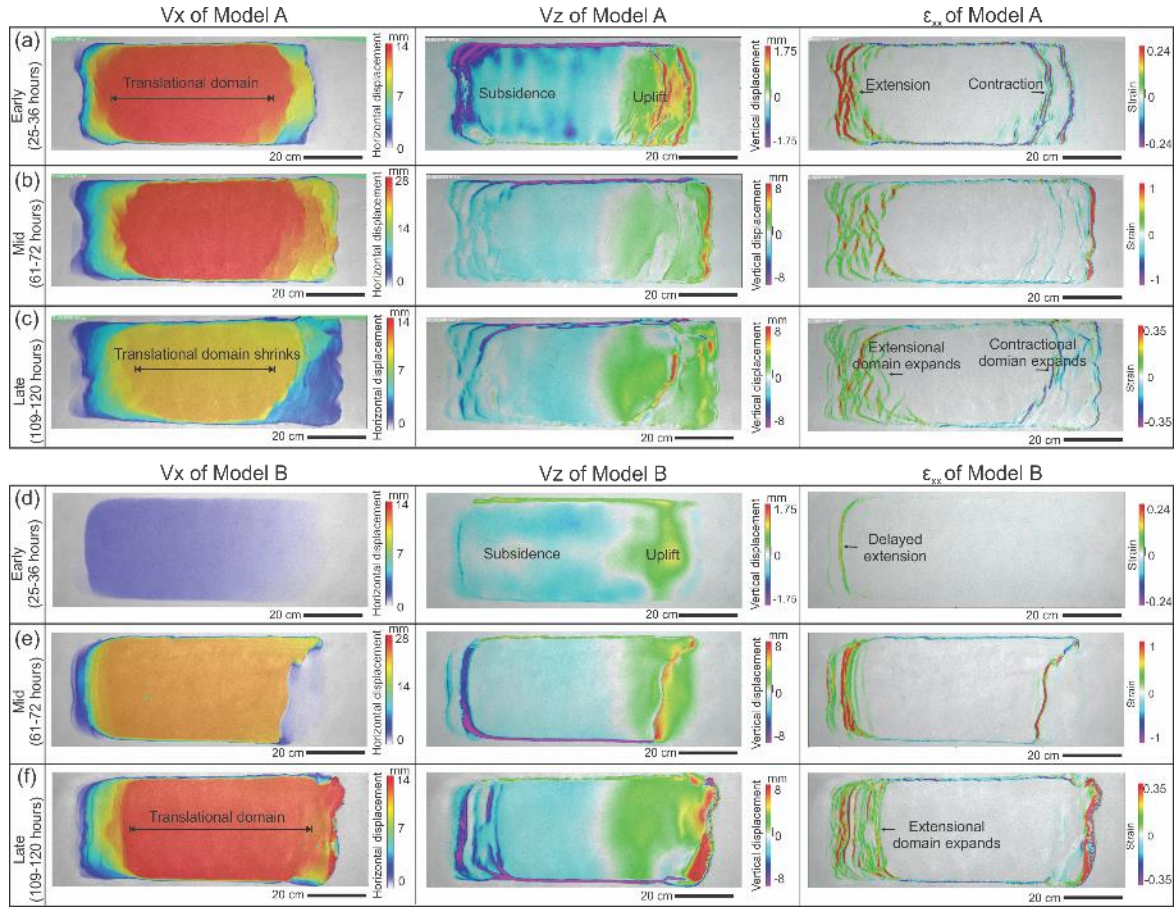 Vx of Model A
Vz of Model A
εxx of Model A
(a)
Early
(25-36 hours)
Translational domain
20 cm
mm
14
7
0
Horizontal displacement
Subsidence
Uplift
20 cm
mm
1.75
0
-1.75
Vertical displacement
Extension
Contraction
20 cm
0.24
0
-0.24
Strain
(b)
Mid
(61-72 hours)
20 cm
mm
28
14
0
Horizontal displacement
20 cm
mm
8
0
-8
Vertical displacement
20 cm
1
0
-1
Strain
(c)
Late
(109-120 hours)
Translational domain shrinks
20 cm
mm
14
7
0
Horizontal displacement
20 cm
mm
8
0
-8
Vertical displacement
Extensional
domain expands
Contractional
domian expands
20 cm
0.35
0
-0.35
Strain
Vx of Model B
Vz of Model B
εxx of Model B
(d)
Early
(25-36 hours)
20 cm
mm
14
7
0
Horizontal displacement
Subsidence
Uplift
20 cm
mm
1.75
0
-1.75
Vertical displacement
Delayed
extension
20 cm
0.24
0
-0.24
Strain
(e)
Mid
(61-72 hours)
20 cm
mm
28
14
0
Horizontal displacement
20 cm
mm
8
0
-8
Vertical displacement
20 cm
1
0
-1
Strain
(f)
Late
(109-120 hours)
Translational domain
20 cm
mm
14
7
0
Horizontal displacement
20 cm
mm
8
0
-8
Vertical displacement
Extensional
domain expands
20 cm
0.35
0
-0.35
Strain